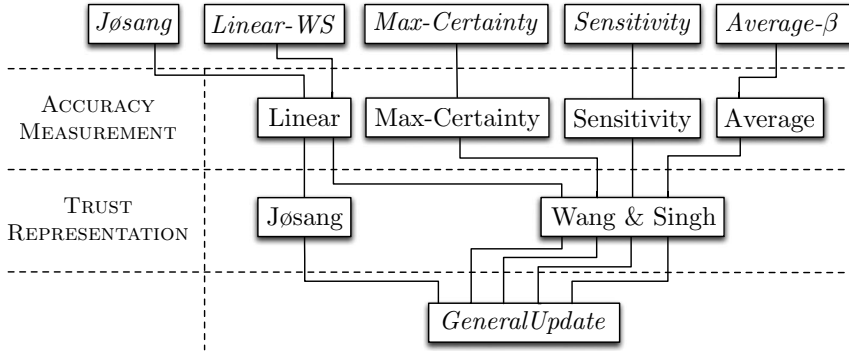 Jøsang
Linear-WS
Max-Certainty
Sensitivity
Average-β
ACCURACY
MEASUREMENT
Linear
Max-Certainty
Sensitivity
Average
TRUST
REPRESENTATION
Jøsang
Wang & Singh
GeneralUpdate